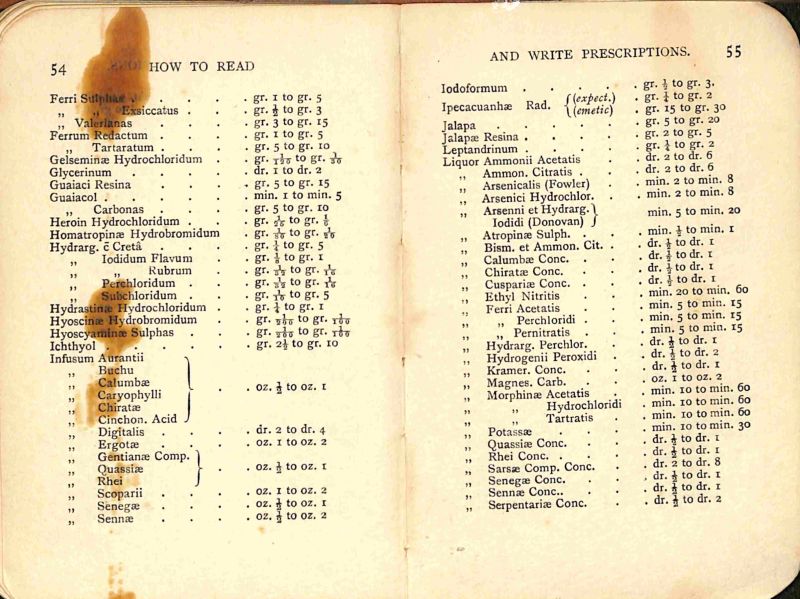 54 HOW TO READ
Ferri Sulphas . . . . gr. 1 to gr. 5
„ „ Exsiccatus . . . gr. ½ to gr. 3
„ Valerianas . . . . gr. 3 to gr. 15
Ferrum Redactum . . . . gr. 1 to gr. 5
„ Tartaratum . . . . gr. 5 to gr. 10
Gelseminæ Hydrochloridum . . gr. to gr.
Glycerinum . . . . . dr. 1 to dr. 2
Guaiaci Resina . . . . gr. 5 to gr. 15
Guaiacol . . . . . min. 1 to min. 5
„ Carbonas . . . . gr. 5 to gr. 10
Heroin Hydrochloridum . . . gr. to gr.
Homatropinæ Hydrobromidum . gr. to gr.
Hydrarg. c̄ Cretâ . . . . gr. ¼ to gr. 5
„ Iodidum Flavum . . gr. ⅛ to gr. 1
„ „ Rubrum . . gr. 1/32 to gr. 1/16
„ Perchloridum . . . gr. 1/32 to gr. 1/16
„ Subchloridum . . . gr. to gr. 5
Hydrastinæ Hydrochloridum . . gr. ¼ to gr. 1
Hyoscinæ Hydrobromidum . . gr. 1/200 to gr. 1/100
Hyoscyaminæ Sulphas . . . gr. 1/200 to gr. 1/100
Ichthyol . . . . . . gr. 2½ to gr. 10
Infusum Aurantii
„ Buchu
„ Calumbæ
„ Caryophylli . . oz. ½ to oz. 1
„ Chiratæ
„ Cinchon. Acid
„ Digitalis . . . . dr. 2 to dr. 4
„ Ergotæ . . . . oz. 1 to oz. 2
„ Gentianæ Comp.
„ Quassiæ . . oz. ½ to oz. 1
„ Rhei
„ Scoparii . . . . oz. 1 to oz. 2
„ Senegæ . . . . oz. ½ to oz. 1
„ Sennæ . . . . oz. ½ to oz. 2
AND WRITE PRESCRIPTIONS. 55
Iodoformum . . . . . gr. ½ to gr. 3.
Ipecacuanhæ Rad. { (expect.) . gr. ¼ to gr. 2
(emetic) . gr. 15 to gr. 30
Jalapa . . . . . . gr. 5 to gr. 20
Jalapæ Resina . . . . . gr. 2 to gr. 5
Leptandrinum . . . . . gr. ¼ to gr. 2
Liquor Ammonii Acetatis . . . dr. 2 to dr. 6
„ Ammon. Citratis . . . dr. 2 to dr. 6
„ Arsenicalis (Fowler) . . min. 2 to min. 8
„ Arsenici Hydrochlor. . . min. 2 to min. 8
„ Arsenni et Hydrarg. }
Iodidi (Donovan) } . min. 5 to min. 20
„ Atropinæ Sulph. . . . min. ½ to min. 1
„ Bism. et Ammon. Cit. . . dr. ½ to dr. 1
„ Calumbæ Conc. . . . dr. ½ to dr. 1
„ Chiratæ Conc. . . . dr. ½ to dr. 1
„ Cuspariæ Conc. . . . dr. ½ to dr. 1
„ Ethyl Nitritis . . . min. 20 to min. 60
„ Ferri Acetatis . . . min. 5 to min. 15
„ „ Perchloridi . . . min. 5 to min. 15
„ „ Pernitratis . . . min. 5 to min. 15
„ Hydrarg. Perchlor. . . dr. ½ to dr. 1
„ Hydrogenii Peroxidi . . dr. ½ to dr. 2
„ Kramer. Conc. . . . dr. ½ to dr. 1
„ Magnes. Carb. . . . oz. 1 to oz. 2
„ Morphinæ Acetatis . . min. 10 to min. 60
„ „ Hydrochloridi . min. 10 to min. 60
„ „ Tartratis . . min. 10 to min. 60
„ Potassæ . . . . min. 10 to min. 30
„ Quassiæ Conc. . . . dr. ½ to dr. 1
„ Rhei Conc. . . . . dr. ½ to dr. 1
„ Sarsæ Comp. Conc. . . dr. 2 to dr. 8
„ Senegæ Conc. . . . dr. ½ to dr. 1
„ Sennæ Conc.. . . . dr. ½ to dr. 1
„ Serpentariæ Conc. . . dr. ½ to dr. 2